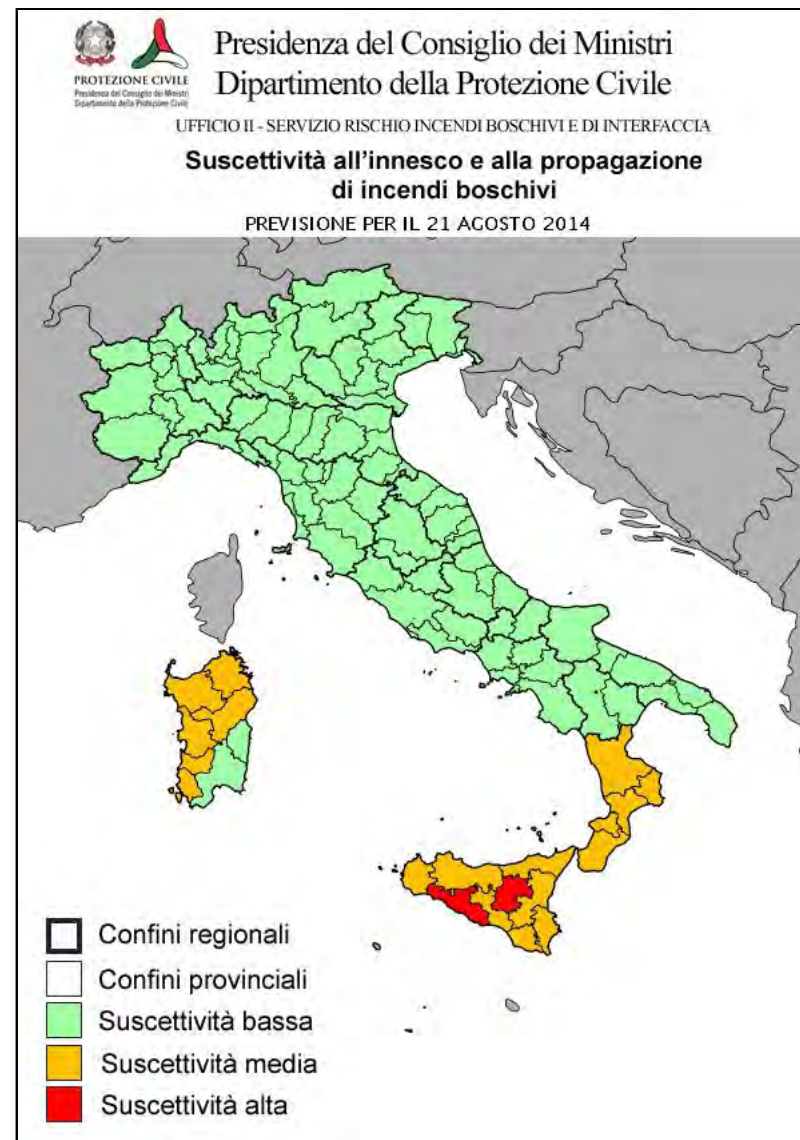 Presidenza del Consiglio dei Ministri
Dipartimento della Protezione Civile
PROTEZIONE CIVILE
Presidenza del Consiglio dei Ministri
Dipartimento della Protezione Civile
UFFICIO II - SERVIZIO RISCHIO INCENDI BOSCHIVI E DI INTERFACCIA
Suscettività all'innesco e alla propagazione
di incendi boschivi
PREVISIONE PER IL 21 AGOSTO 2014
Confini regionali
Confini provinciali
Suscettività bassa
Suscettività media
Suscettività alta